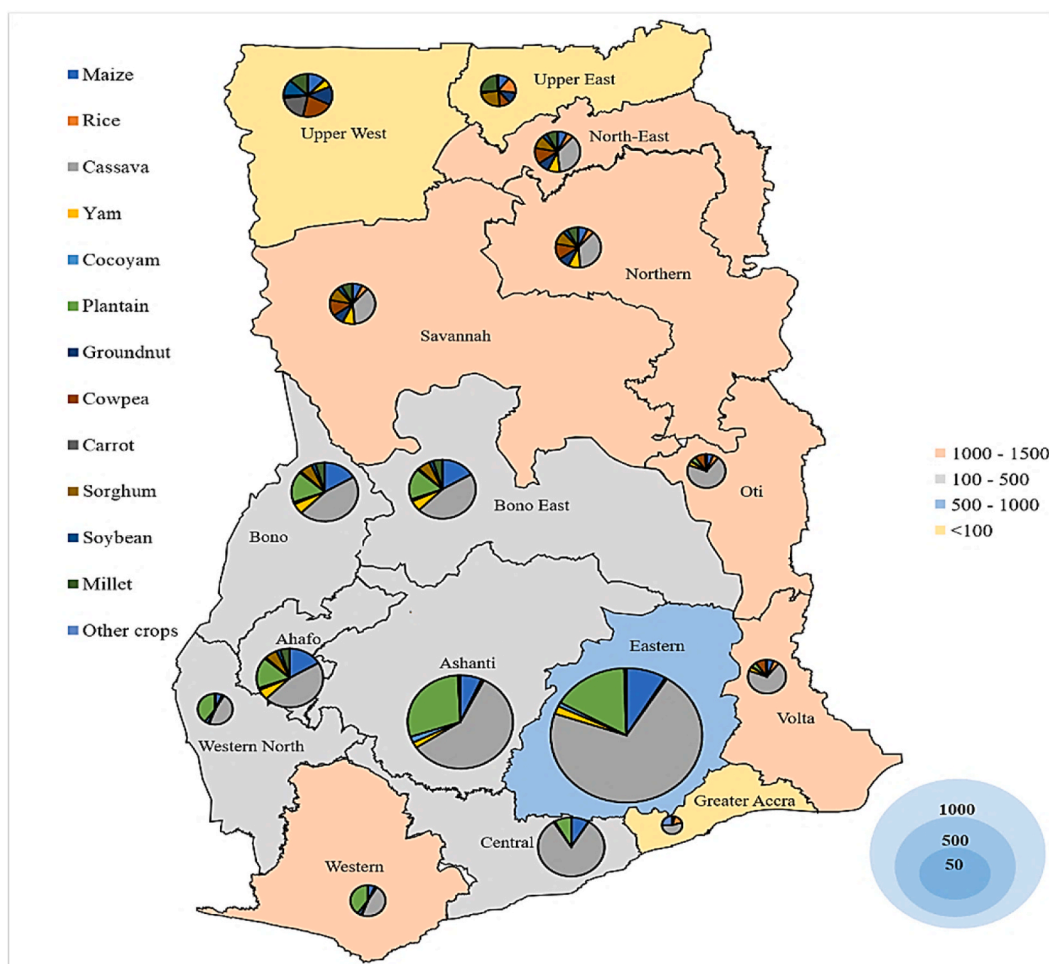 Maize
Rice
Cassava
Yam
Cocoyam
Plantain
Groundnut
Cowpea
Carrot
Sorghum
Soybean
Millet
Other crops
Upper West
Upper East
North-East
Northern
Savannah
Oti
Bono
Bono East
Ahafo
Ashanti
Eastern
Western North
Volta
Greater Accra
Central
Western
1000 - 1500
100 - 500
500 - 1000
<100
1000
500
50